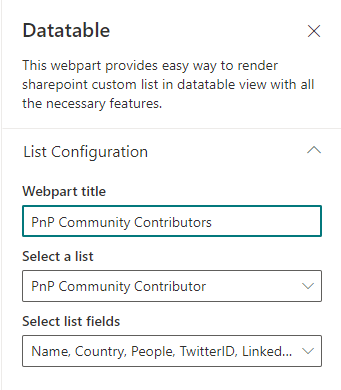 Datatable
This webpart provides easy way to render
sharepoint custom list in datatable view with all
the necessary features.
List Configuration
Webpart title
PnP Community Contributors
Select a list
PnP Community Contributor
Select list fields
Name, Country, People, TwitterID, Linked...